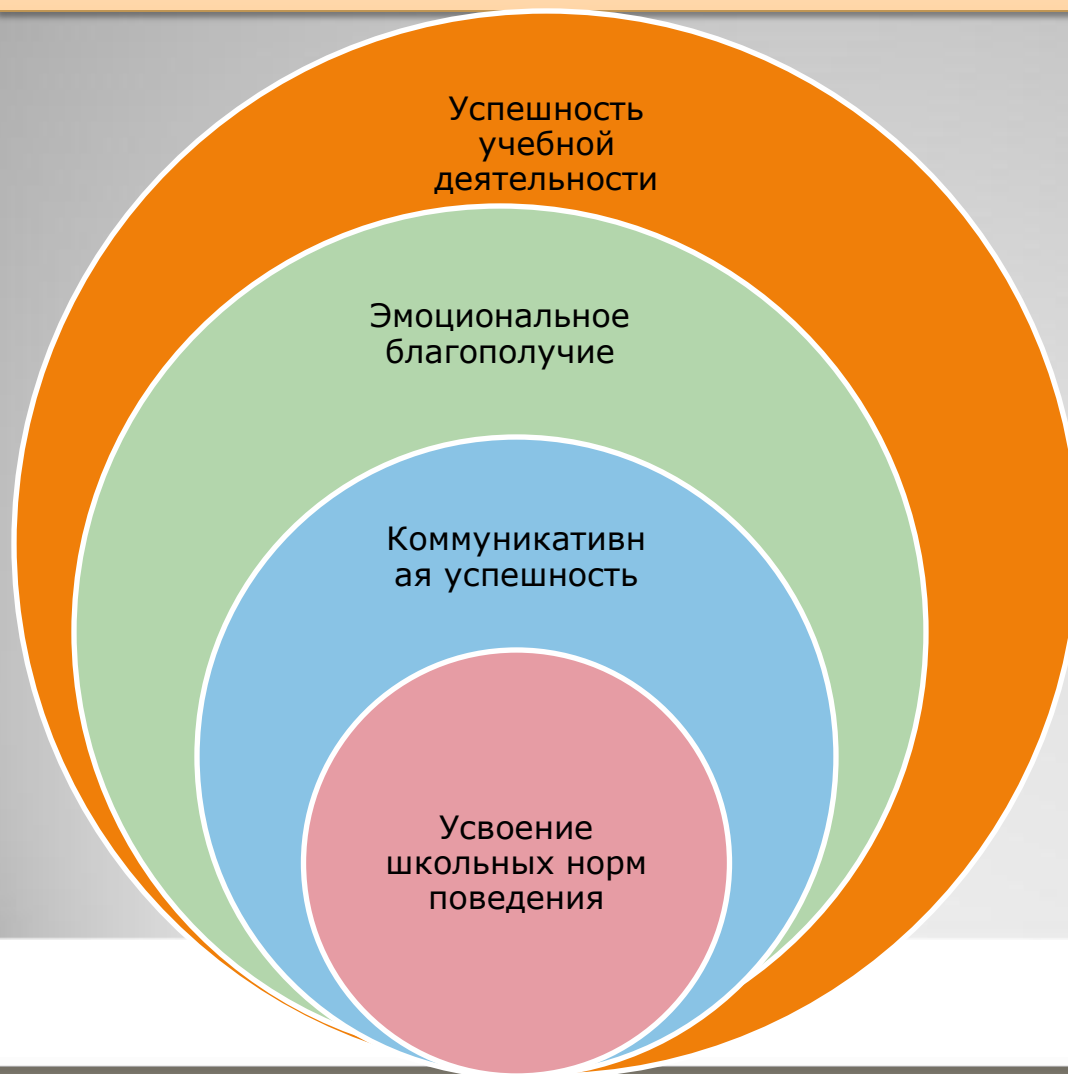 Успешность
учебной
деятельности
Эмоциональное
благополучие
Коммуникативн
ая успешность
Усвоение
школьных норм
поведения